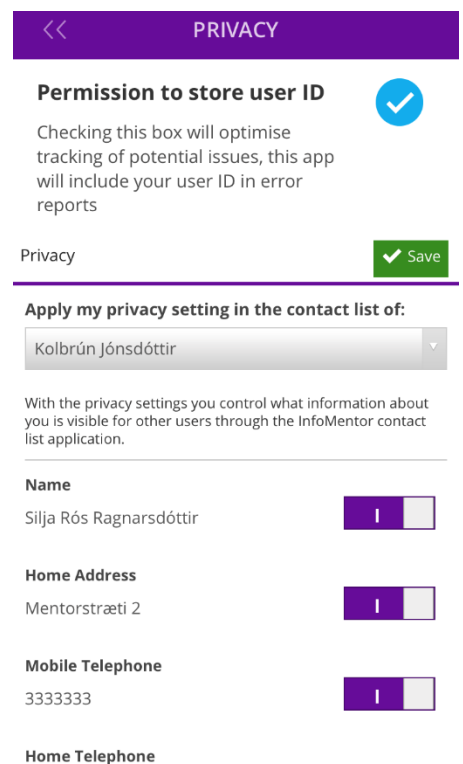 << PRIVACY
Permission to store user ID
Checking this box will optimise
tracking of potential issues, this app
will include your user ID in error
reports
Privacy
Save
Apply my privacy setting in the contact list of:
Kolbrún Jónsdóttir
With the privacy settings you control what information about
you is visible for other users through the InfoMentor contact
list application.
Name
Silja Rós Ragnarsdóttir
Home Address
Mentorstræti 2
Mobile Telephone
3333333
Home Telephone